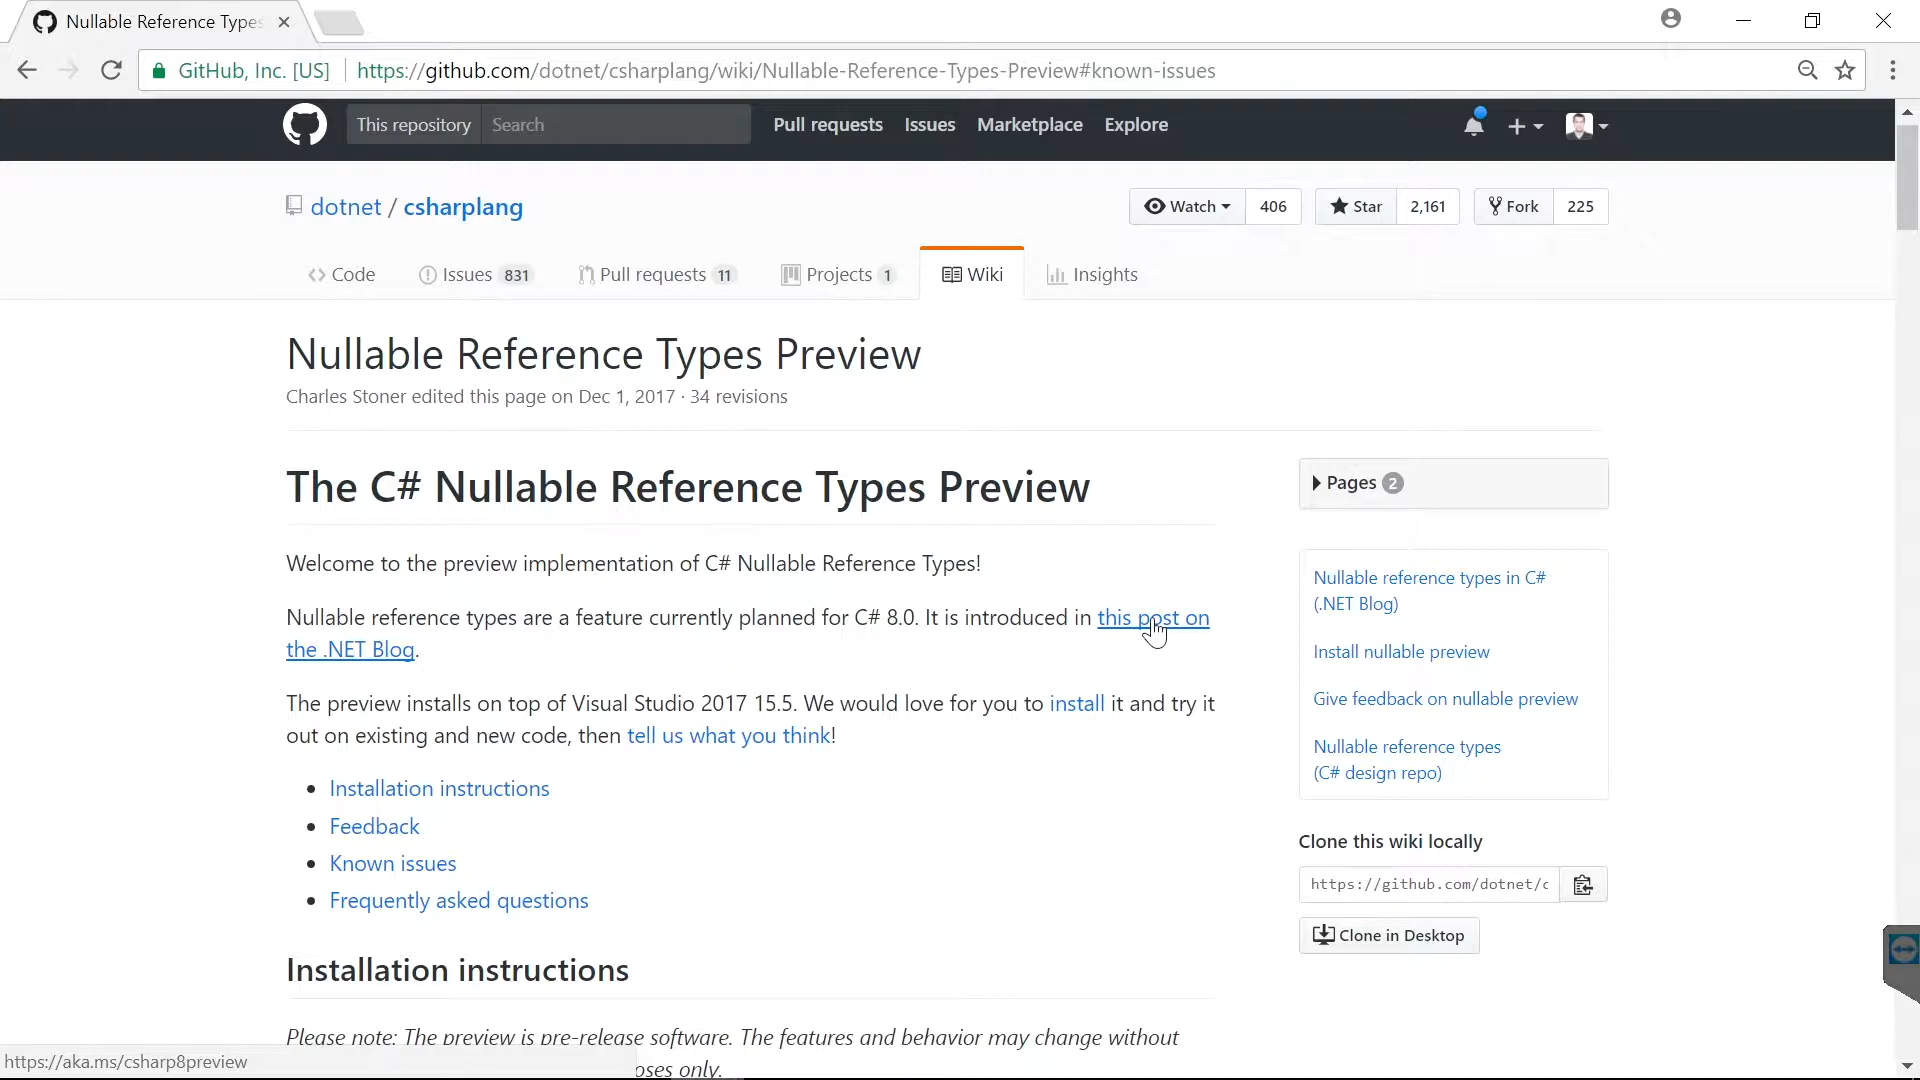 Nullable Reference Types
GitHub, Inc. [US] https://github.com/dotnet/csharplang/wiki/Nullable-Reference-Types-Preview#known-issues
This repository Search Pull requests Issues Marketplace Explore
dotnet / csharplang
Watch 406 Star 2,161 Fork 225
Code Issues 831 Pull requests 11 Projects 1 Wiki Insights
Nullable Reference Types Preview
Charles Stoner edited this page on Dec 1, 2017 · 34 revisions
The C# Nullable Reference Types Preview
Welcome to the preview implementation of C# Nullable Reference Types!
Nullable reference types are a feature currently planned for C# 8.0. It is introduced in this post on
the .NET Blog.
The preview installs on top of Visual Studio 2017 15.5. We would love for you to install it and try it
out on existing and new code, then tell us what you think!
• Installation instructions
• Feedback
• Known issues
• Frequently asked questions
Installation instructions
Please note: The preview is pre-release software. The features and behavior may change without
oses only.
Pages 2
Nullable reference types in C#
(.NET Blog)
Install nullable preview
Give feedback on nullable preview
Nullable reference types
(C# design repo)
Clone this wiki locally
https://github.com/dotnet/c
Clone in Desktop
https://aka.ms/csharp8preview